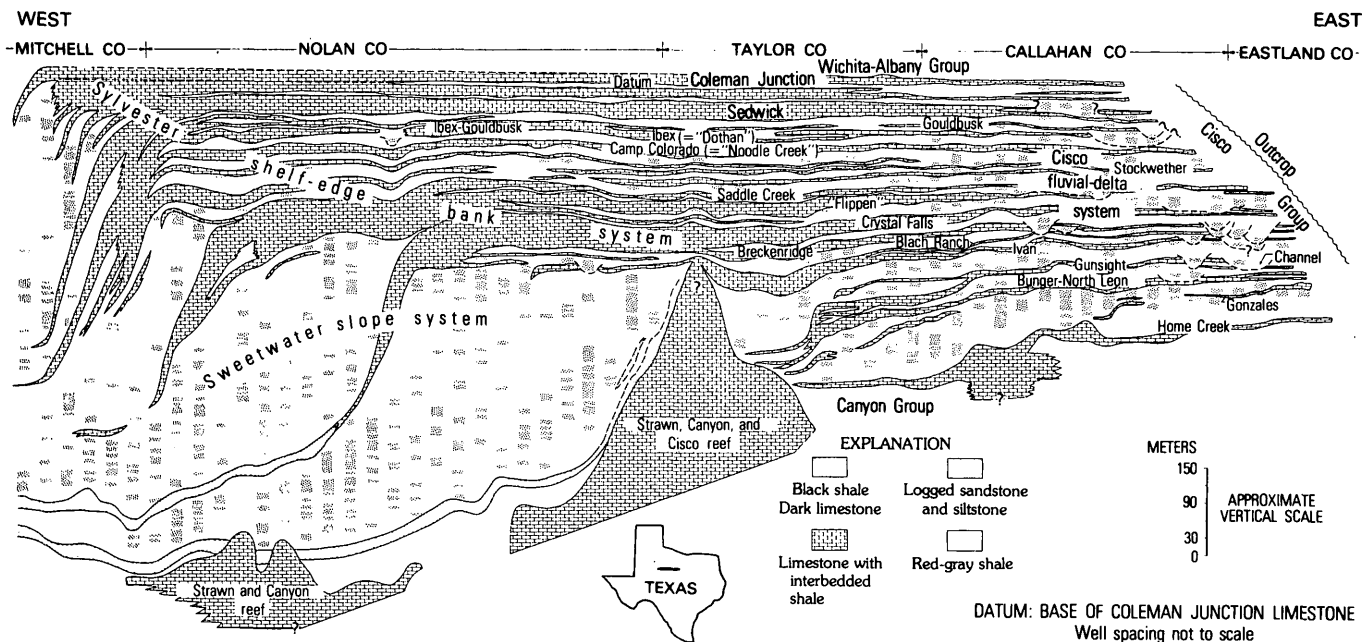 WEST
EAST
MITCHELL CO
NOLAN CO
TAYLOR CO
CALLAHAN CO
EASTLAND CO
Wichita-Albany Group
Datum
Coleman Junction
Sylvester
shelf-edge
bank
system
Sedwick
Ibex-Gouldbusk
Ibex (= "Dothan")
Gouldbusk
Camp Colorado (= "Noodle Creek")
Cisco
fluvial-delta
system
Stockwether
Cisco
Group
Outcrop
Saddle Creek
Flippen
Crystal Falls
Breckenridge
Blach Ranch
Ivan
Channel
Gunsight
Bunger-North Leon
Gonzales
Home Creek
?
Sweetwater slope system
Canyon Group
?
Strawn, Canyon, and
Cisco reef
Strawn and Canyon
reef
?
TEXAS
EXPLANATION
Black shale
Dark limestone
Logged sandstone
and siltstone
Limestone with
interbedded
shale
Red-gray shale
METERS
150
90
30
0
APPROXIMATE
VERTICAL SCALE
DATUM: BASE OF COLEMAN JUNCTION LIMESTONE
Well spacing not to scale